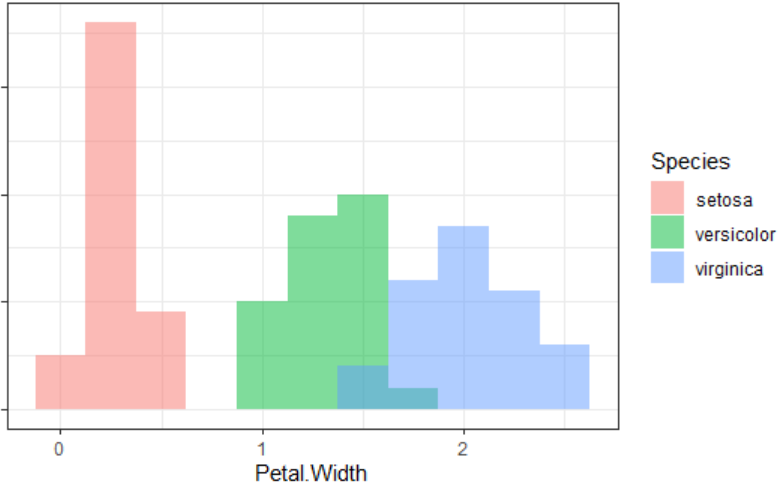 0
1
2
Petal.Width
Species
setosa
versicolor
virginica